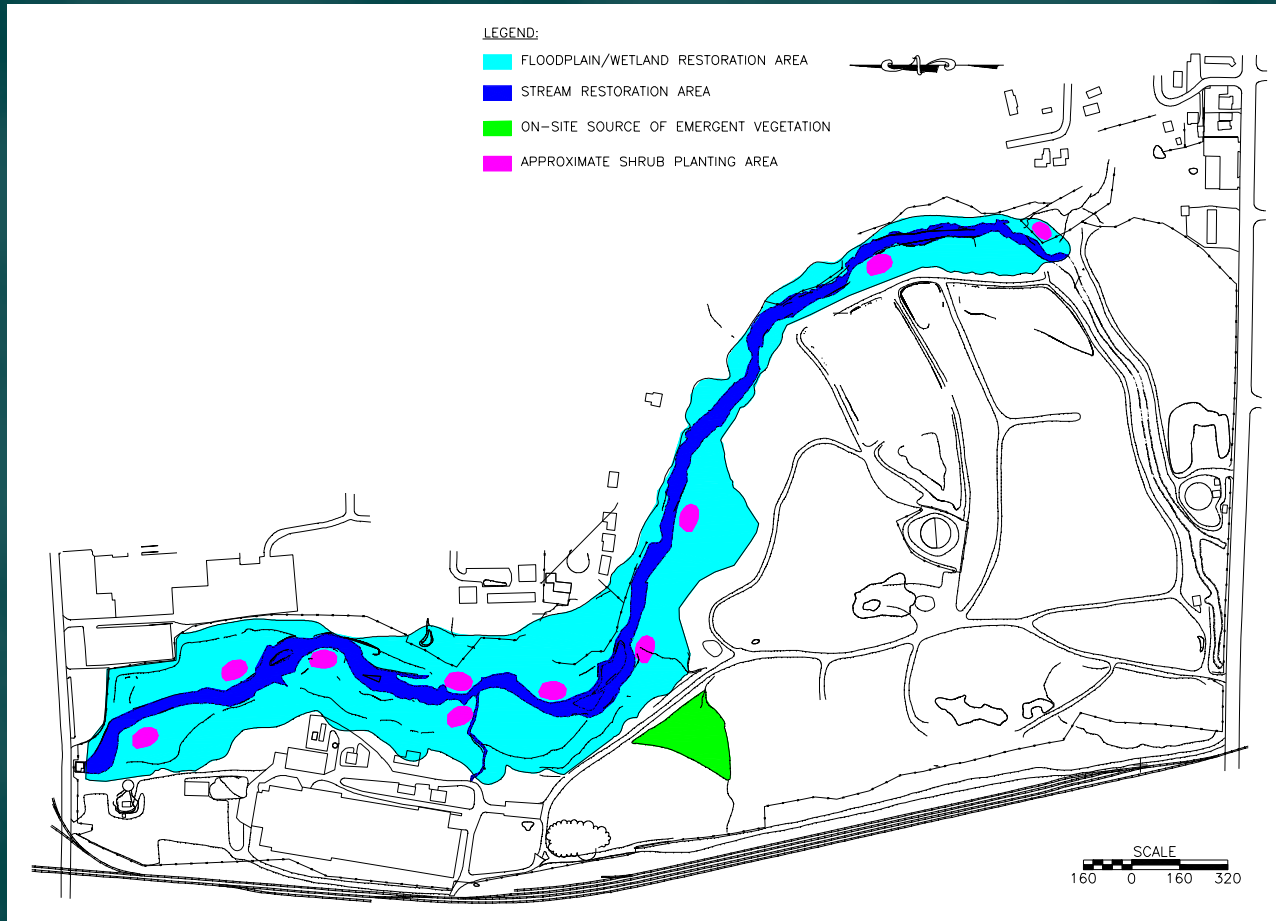 LEGEND:
FLOODPLAIN/WETLAND RESTORATION AREA
STREAM RESTORATION AREA
ON-SITE SOURCE OF EMERGENT VEGETATION
APPROXIMATE SHRUB PLANTING AREA
SCALE
160 0 160 320